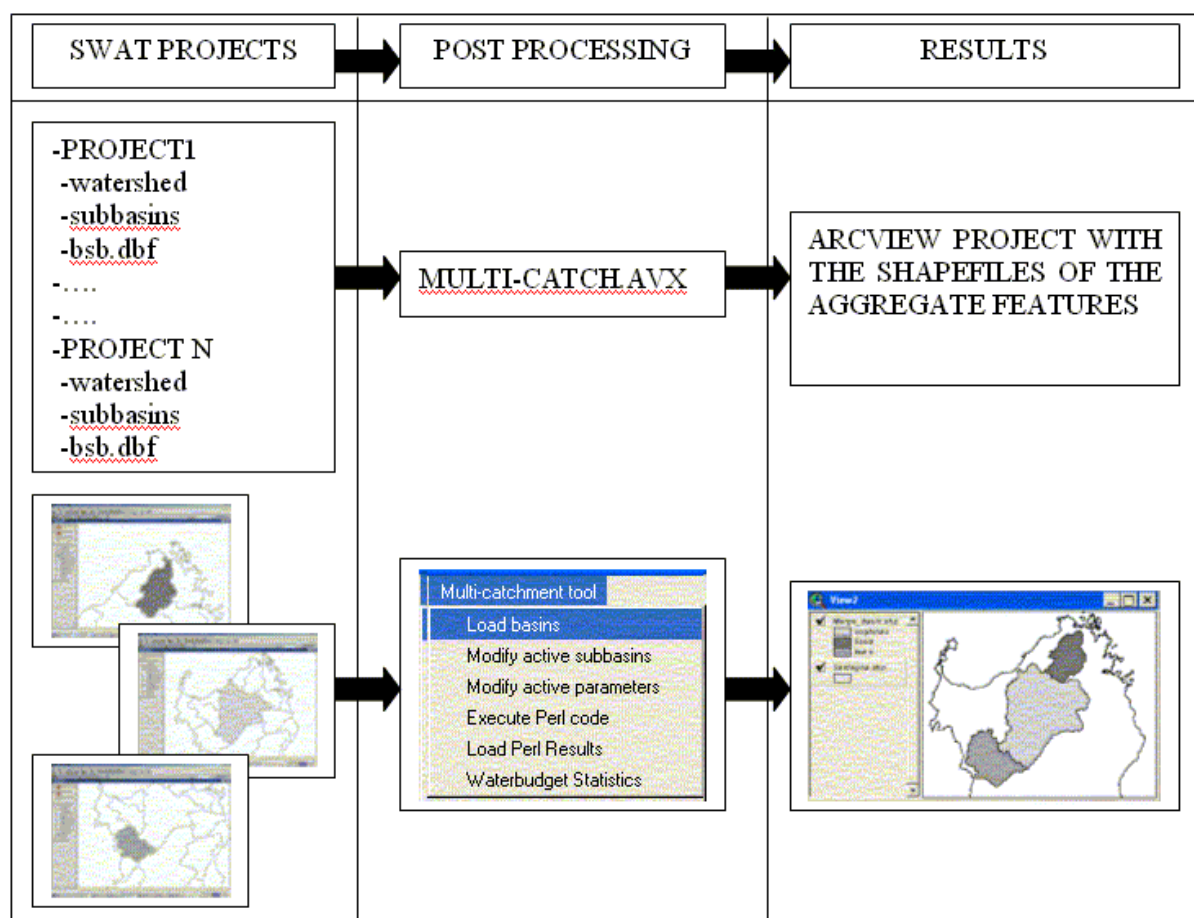 SWAT PROJECTS
POST PROCESSING
RESULTS
-PROJECT1
-watershed
-subbasins
-bsb.dbf
-....
-....
-PROJECT N
-watershed
-subbasins
-bsb.dbf
MULTI-CATCH.AVX
ARCVIEW PROJECT WITH
THE SHAPEFILES OF THE
AGGREGATE FEATURES
Multi-catchment tool
Load basins
Modify active subbasins
Modify active parameters
Execute Perl code
Load Perl Results
Waterbudget Statistics
View2